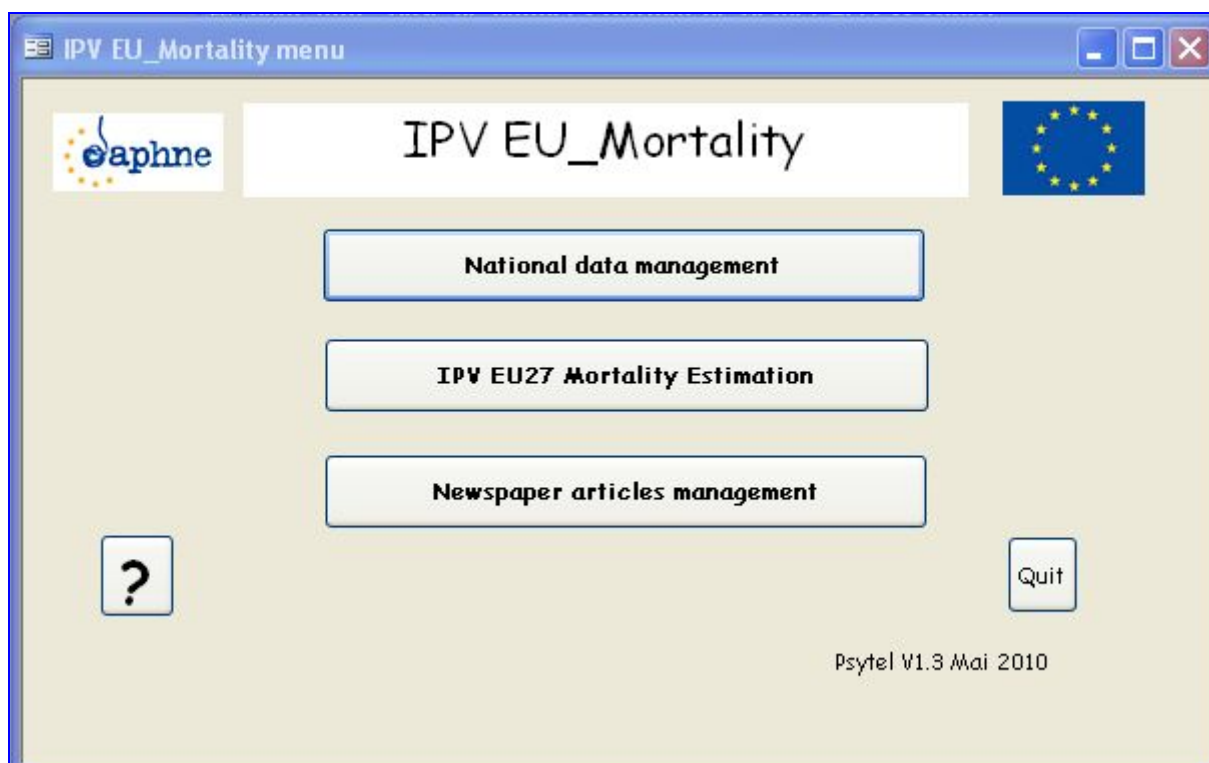 IPV EU_Mortality menu
daphne
IPV EU_Mortality
National data management
IPV EU27 Mortality Estimation
Newspaper articles management
?
Quit
Psytel V1.3 Mai 2010